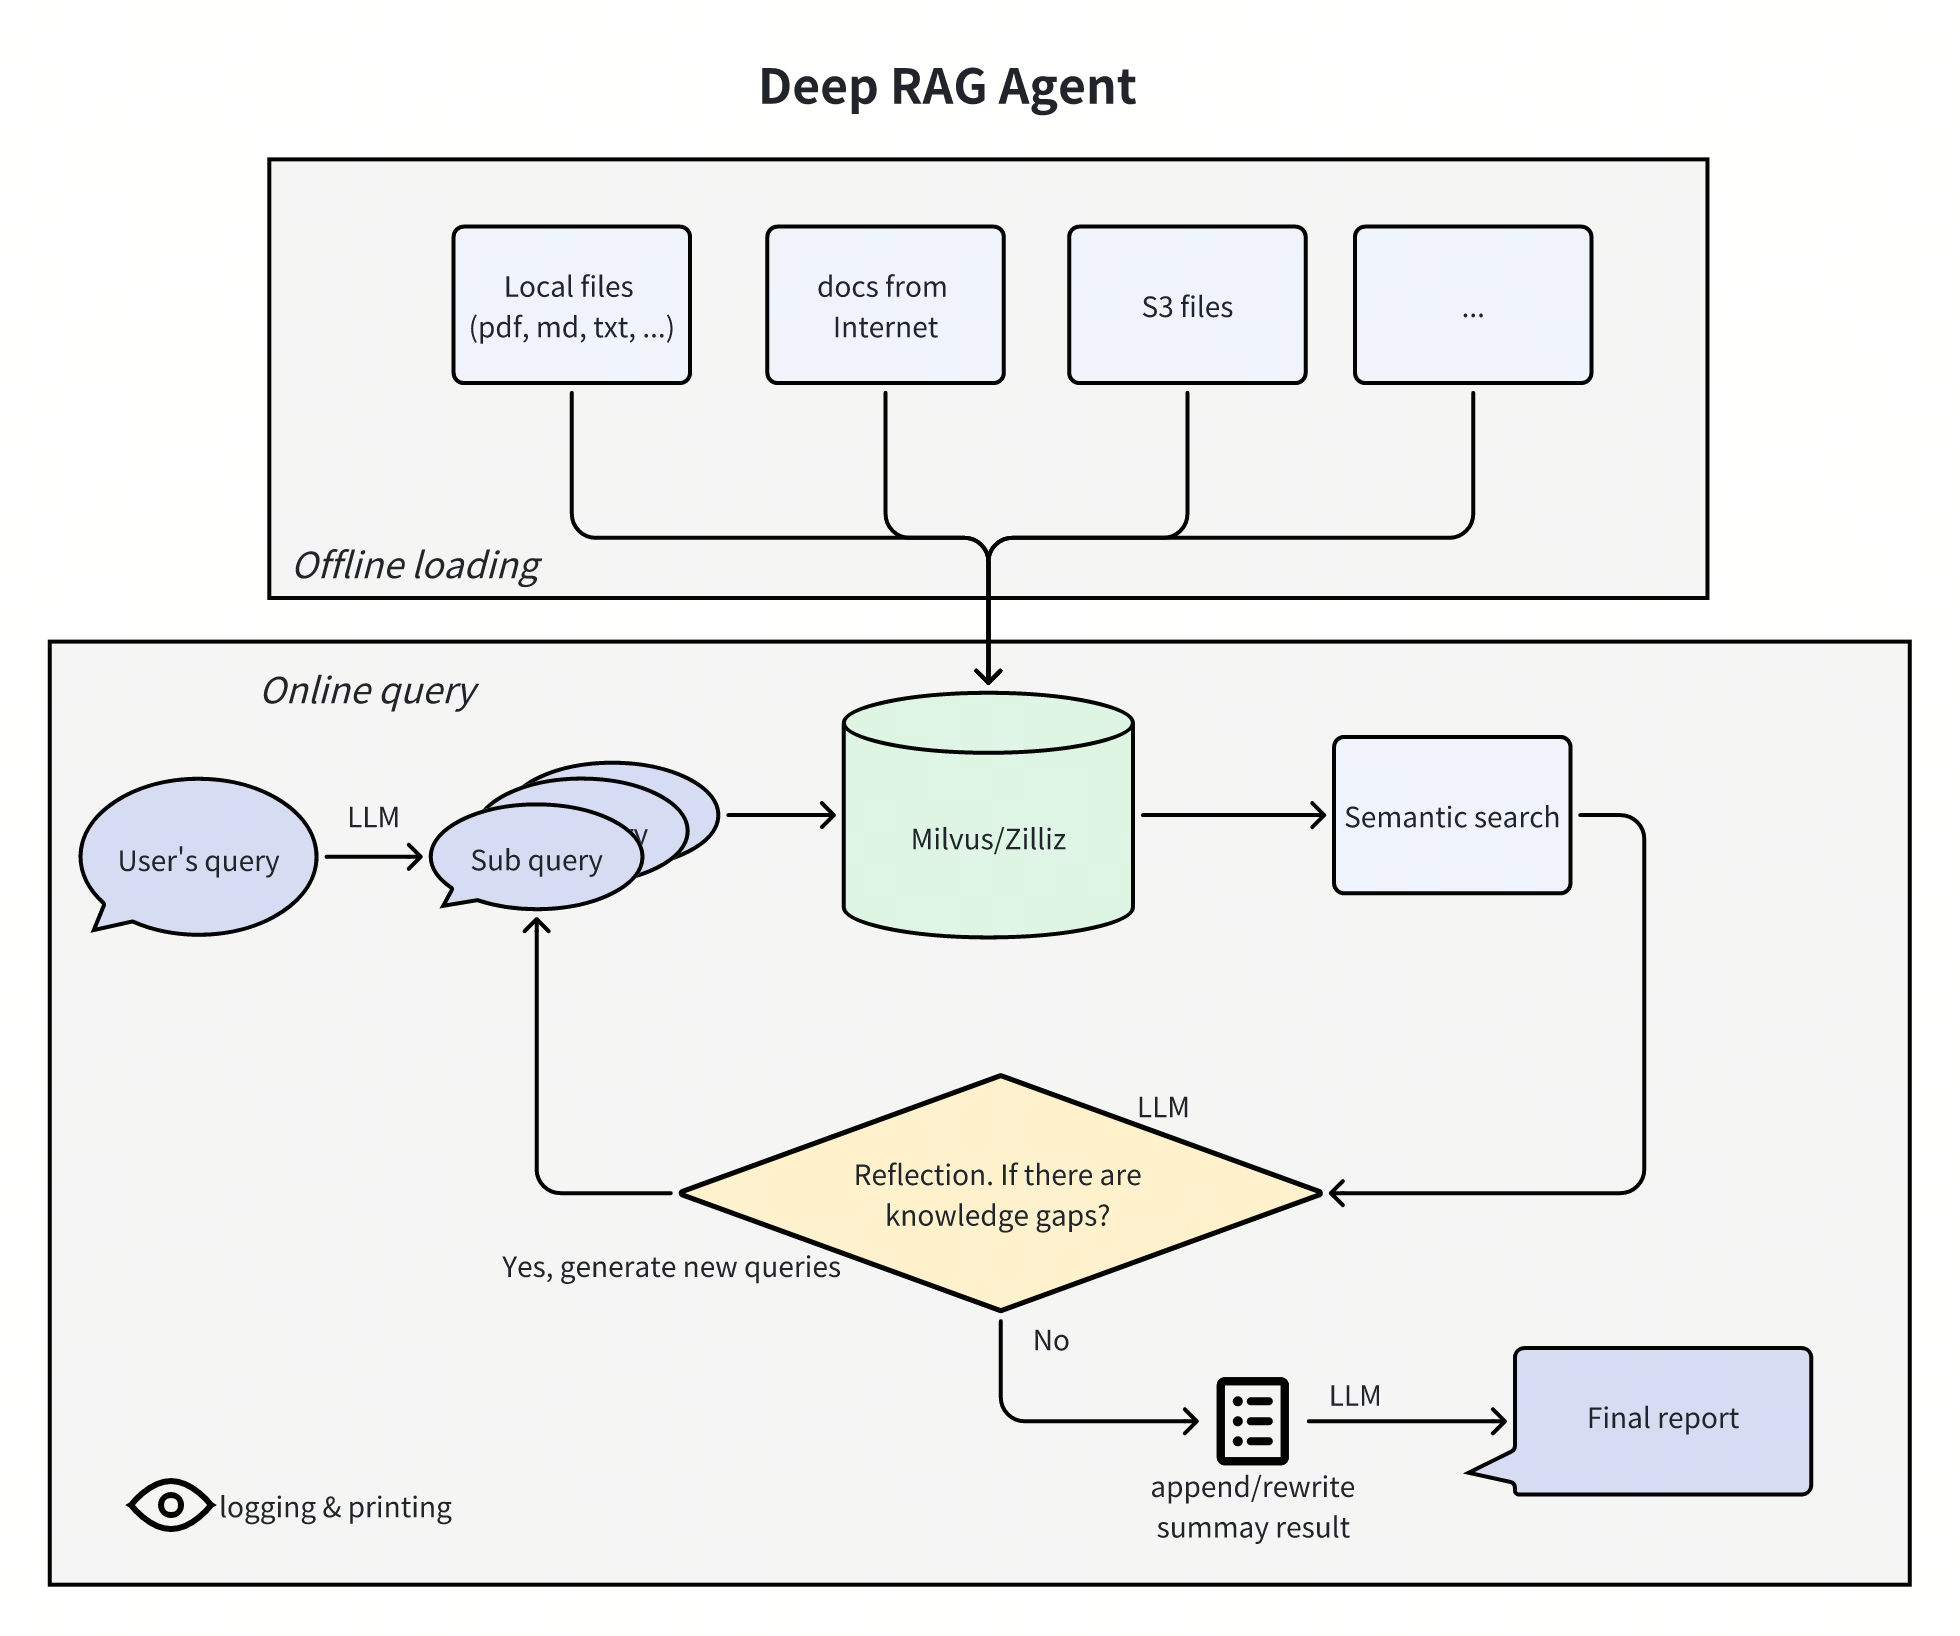 Deep RAG Agent
Local files
(pdf, md, txt, ...)
docs from
Internet
S3 files
...
Offline loading
Online query
User's query
LLM
Sub query
Milvus/Zilliz
Semantic search
LLM
Reflection. If there are
knowledge gaps?
Yes, generate new queries
No
LLM
Final report
append/rewrite
summay result
logging & printing